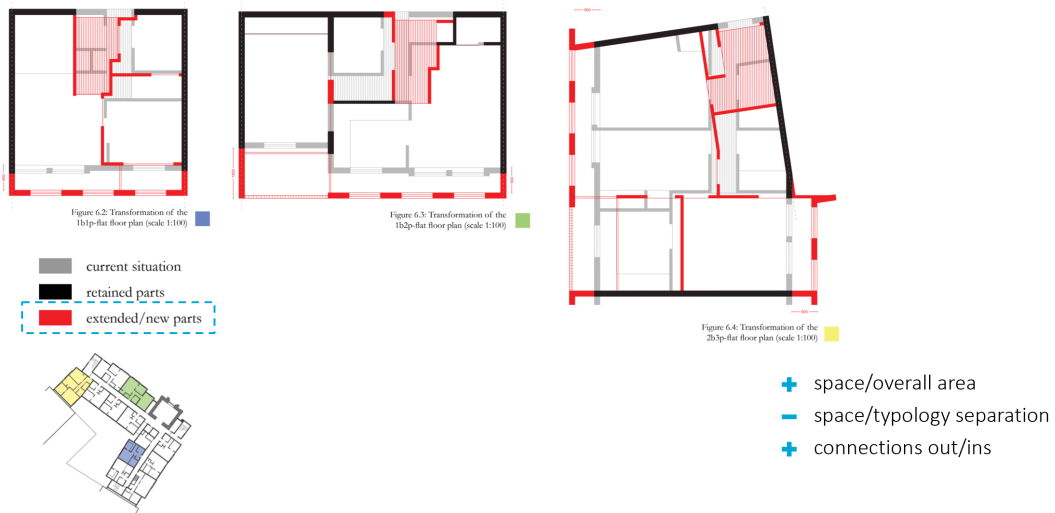 Figure 6.2: Transformation of the
1b1p-flat floor plan (scale 1:100)
Figure 6.3: Transformation of the
1b2p-flat floor plan (scale 1:100)
current situation
retained parts
extended/new parts
Figure 6.4: Transformation of the
2b3p-flat floor plan (scale 1:100)
space/overall area
space/typology separation
connections out/ins